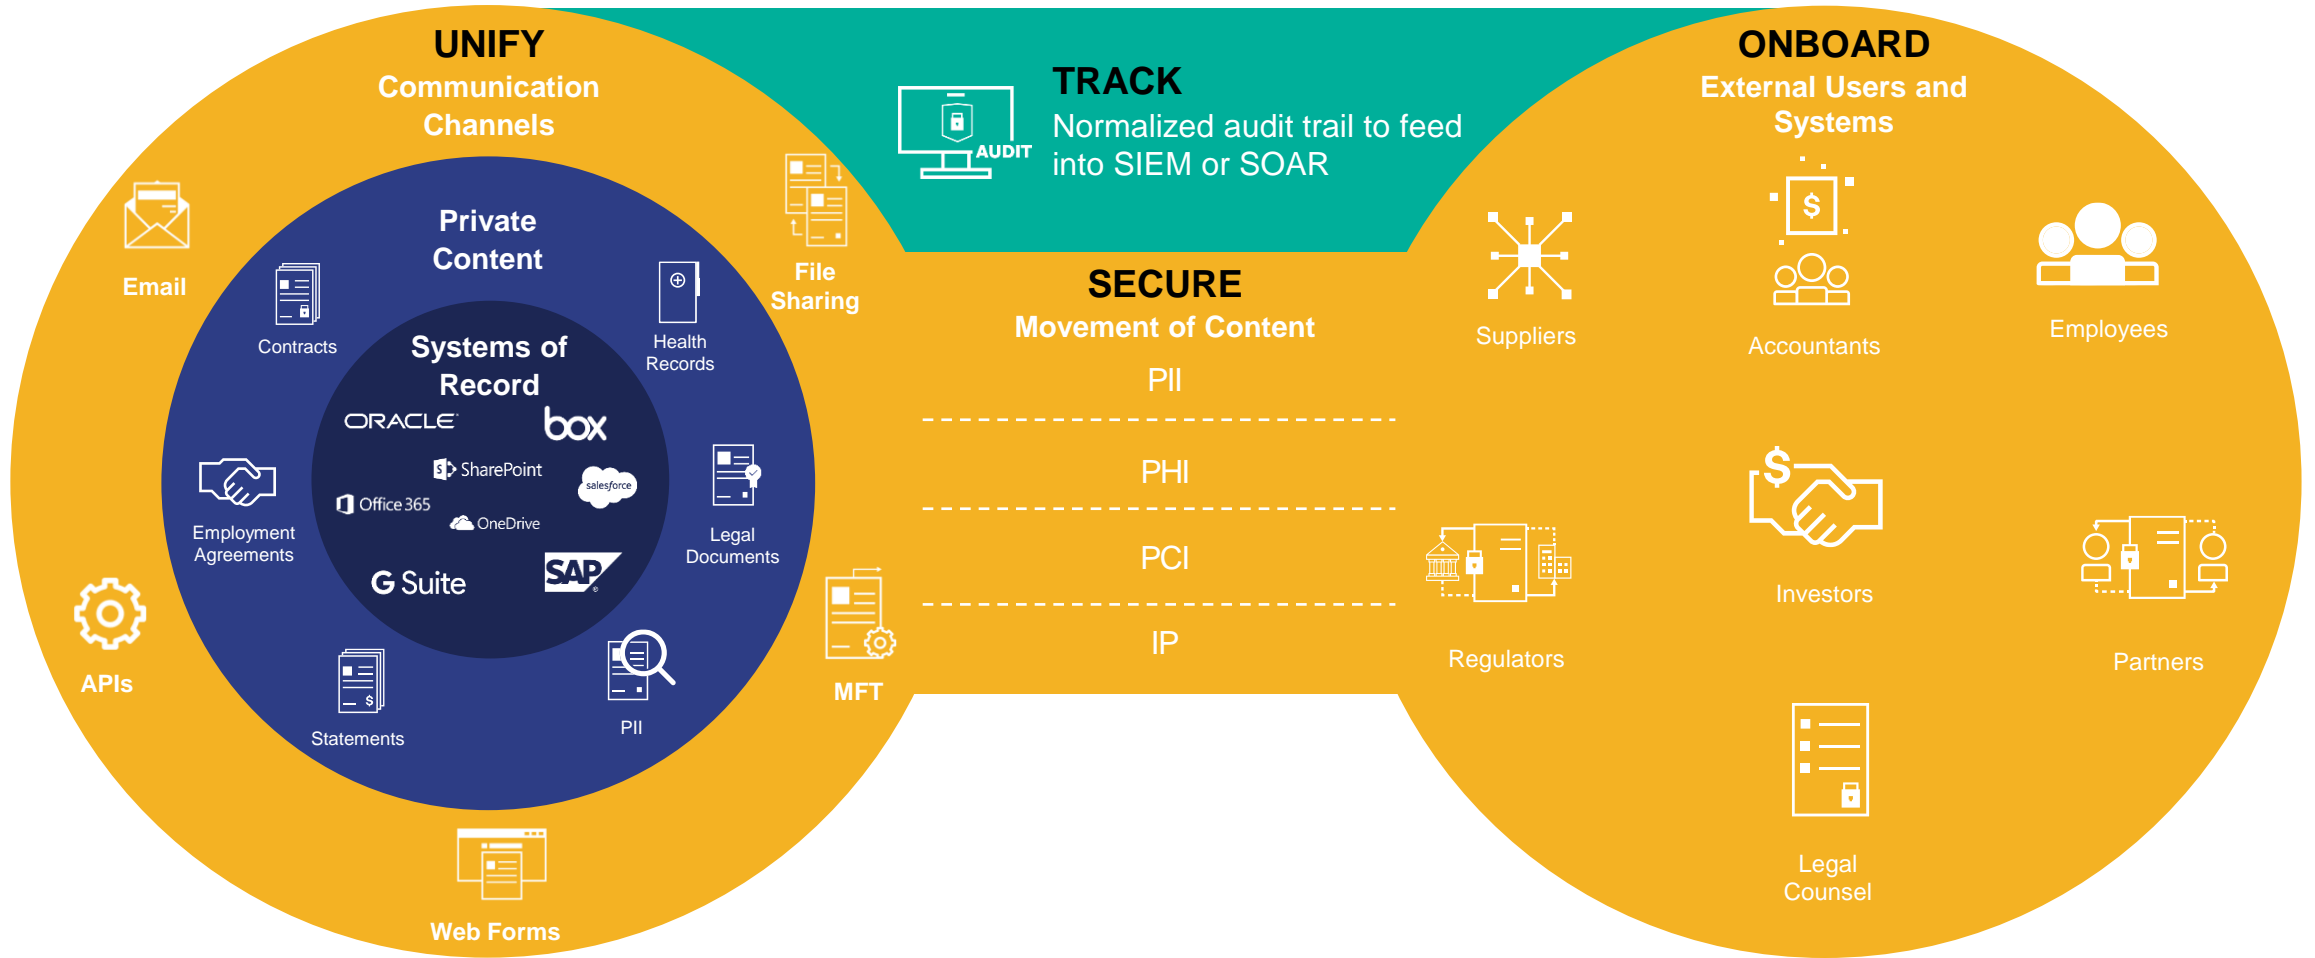 UNIFY
Communication
Channels
Email
File
Sharing
APIs
MFT
Web Forms
Private
Content
Contracts
Health
Records
Employment
Agreements
Legal
Documents
Statements
PII
Systems of
Record
ORACLE
box
SharePoint
salesforce
Office 365
OneDrive
G Suite
SAP
TRACK
Normalized audit trail to feed
into SIEM or SOAR
AUDIT
SECURE
Movement of Content
PII
PHI
PCI
IP
ONBOARD
External Users and
Systems
$
Suppliers
Accountants
Employees
$
Regulators
Investors
Partners
Legal
Counsel